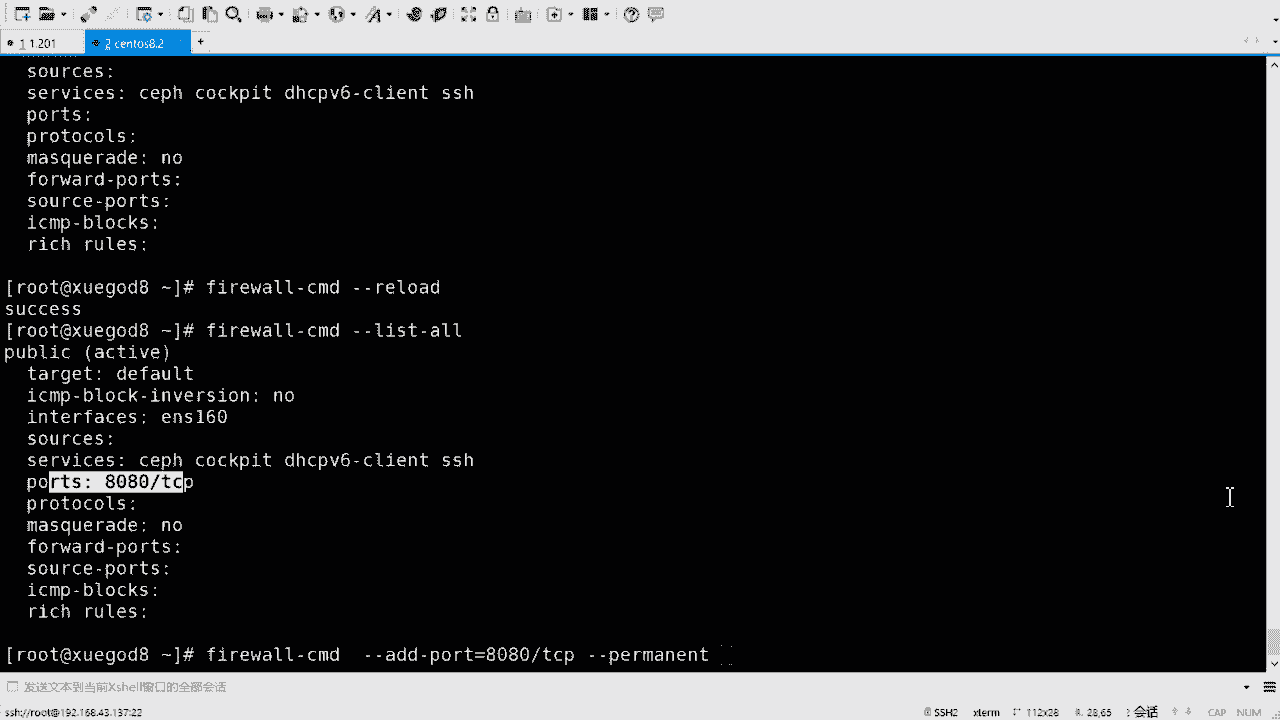 1 1.201
2 centos8.2
+
sources:
services: ceph cockpit dhcpv6-client ssh
ports:
protocols:
masquerade: no
forward-ports:
source-ports:
icmp-blocks:
rich rules:
[root@xuegod8 ~]# firewall-cmd --reload
success
[root@xuegod8 ~]# firewall-cmd --list-all
public (active)
target: default
icmp-block-inversion: no
interfaces: ens160
sources:
services: ceph cockpit dhcpv6-client ssh
ports: 8080/tcp
protocols:
masquerade: no
forward-ports:
source-ports:
icmp-blocks:
rich rules:
[root@xuegod8 ~]# firewall-cmd  --add-port=8080/tcp --permanent
发送文本到当前Xshell窗口的全部会话
ssh://root@192.168.43.137:22
SSH2 xterm 112x28 28,65 1 会话 CAP NUM